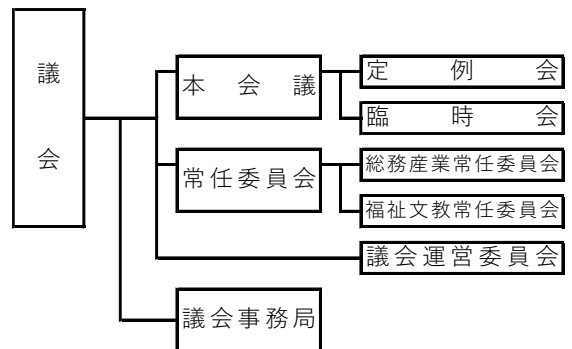 議会
本会議
定例会
臨時会
常任委員会
総務産業常任委員会
福祉文教常任委員会
議会運営委員会
議会事務局